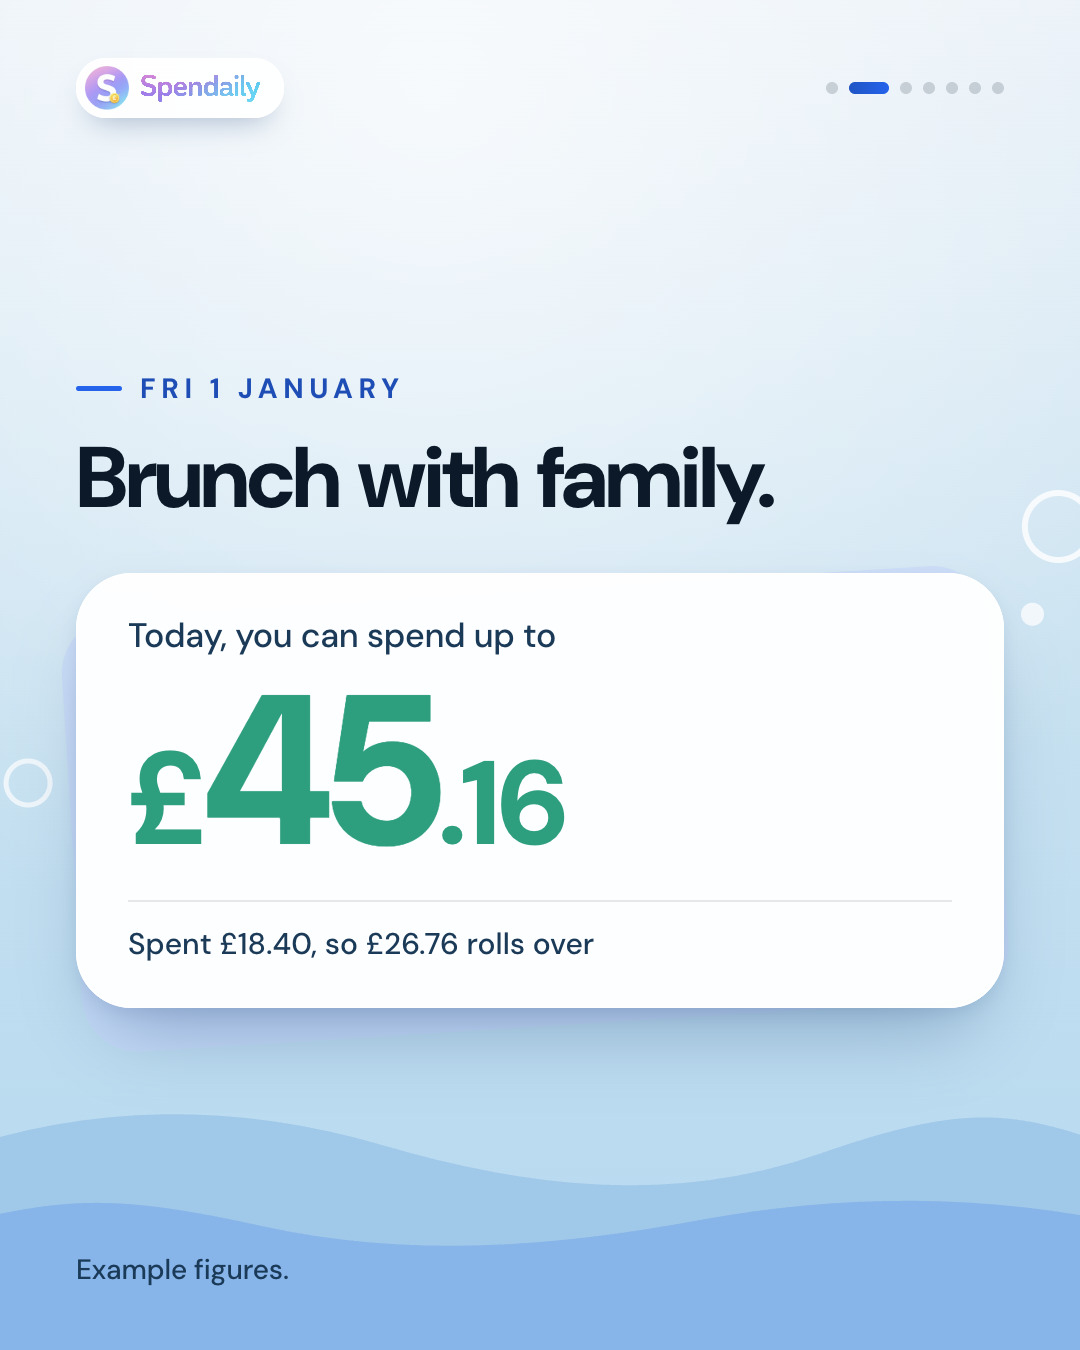 Spendaily
FRI 1 JANUARY
Brunch with family.
Today, you can spend up to
£45.16
Spent £18.40, so £26.76 rolls over
Example figures.